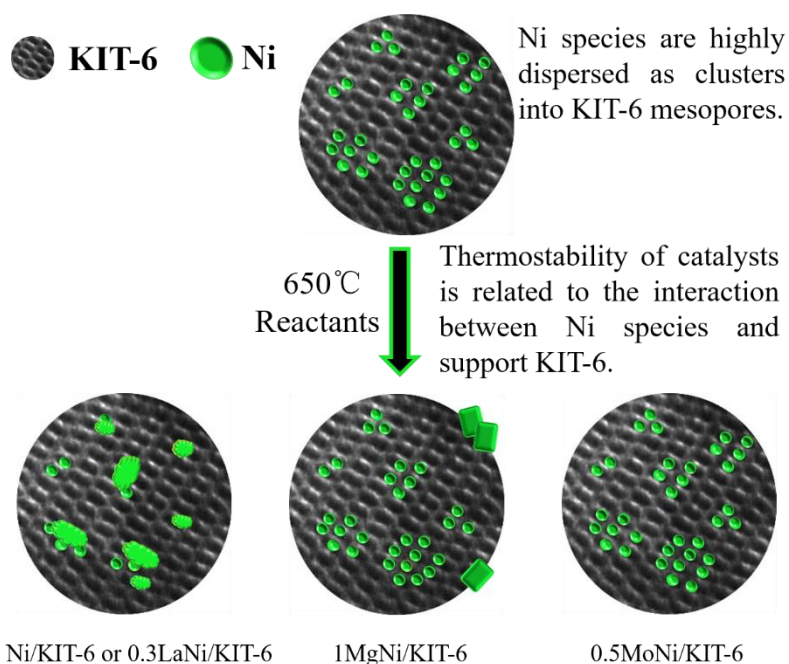 KIT-6
Ni
Ni species are highly
dispersed as clusters
into KIT-6 mesopores.
650℃
Reactants
Thermostability of catalysts
is related to the interaction
between Ni species and
support KIT-6.
Ni/KIT-6 or 0.3LaNi/KIT-6
1MgNi/KIT-6
0.5MoNi/KIT-6